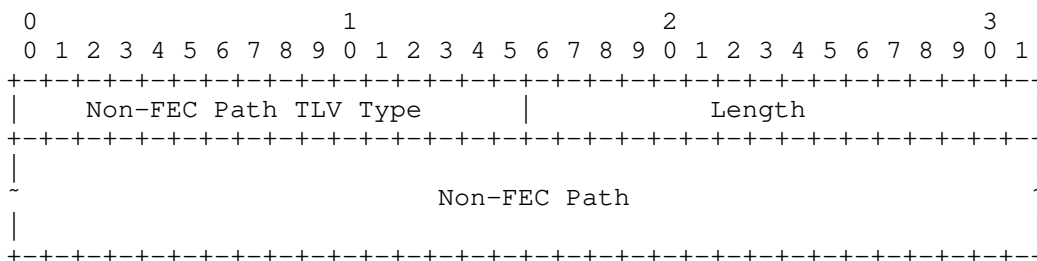 0                   1                   2                   3
 0 1 2 3 4 5 6 7 8 9 0 1 2 3 4 5 6 7 8 9 0 1 2 3 4 5 6 7 8 9 0 1
+-+-+-+-+-+-+-+-+-+-+-+-+-+-+-+-+-+-+-+-+-+-+-+-+-+-+-+-+-+-+-+--
|    Non-FEC Path TLV Type      |           Length
+-+-+-+-+-+-+-+-+-+-+-+-+-+-+-+-+-+-+-+-+-+-+-+-+-+-+-+-+-+-+-+--
|
~                          Non-FEC Path                         ~
|
+-+-+-+-+-+-+-+-+-+-+-+-+-+-+-+-+-+-+-+-+-+-+-+-+-+-+-+-+-+-+-+--